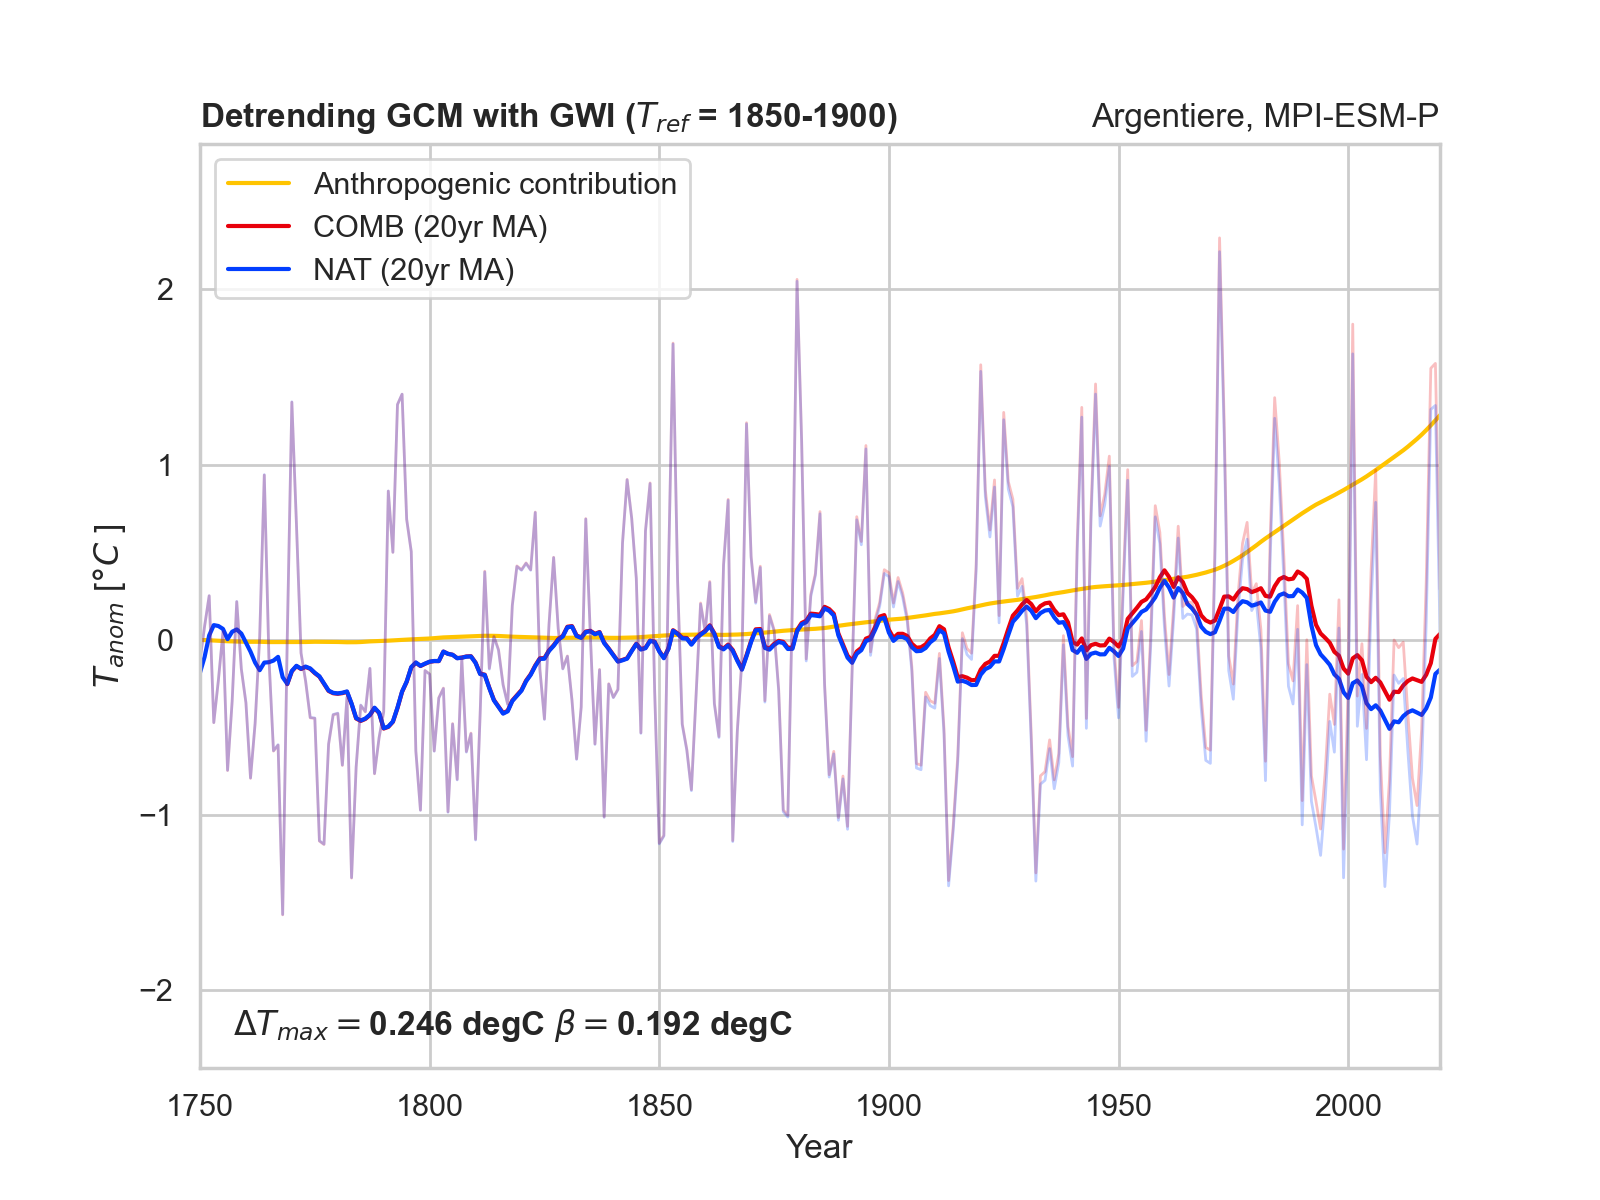 Detrending GCM with GWI (T_ref = 1850-1900)
Argentiere, MPI-ESM-P
Anthropogenic contribution
COMB (20yr MA)
NAT (20yr MA)
T_anom [°C ]
2
1
0
−1
−2
ΔT_max = 0.246 degC β = 0.192 degC
1750 1800 1850 1900 1950 2000
Year